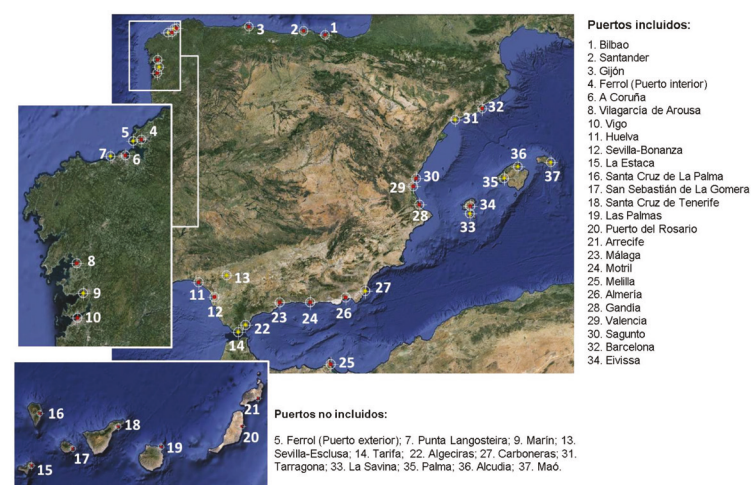 Puertos incluidos:
1. Bilbao
2. Santander
3. Gijón
4. Ferrol (Puerto interior)
6. A Coruña
8. Vilagarcía de Arousa
10. Vigo
11. Huelva
12. Sevilla-Bonanza
15. La Estaca
16. Santa Cruz de La Palma
17. San Sebastián de La Gomera
18. Santa Cruz de Tenerife
19. Las Palmas
20. Puerto del Rosario
21. Arrecife
23. Málaga
24. Motril
25. Melilla
26. Almería
28. Gandia
29. Valencia
30. Sagunto
32. Barcelona
34. Eivissa
3 2 1
32
31
5 4
7 6
36
37
35
30
29
28
34
33
8
9
10
13
11
12
27
23 24 26
22
14
25
16
18
21
19
20
17
15
Puertos no incluidos:
5. Ferrol (Puerto exterior); 7. Punta Langosteira; 9. Marín; 13.
Sevilla-Esclusa; 14. Tarifa; 22. Algeciras; 27. Carboneras; 31.
Tarragona; 33. La Savina; 35. Palma; 36. Alcudia; 37. Maó.